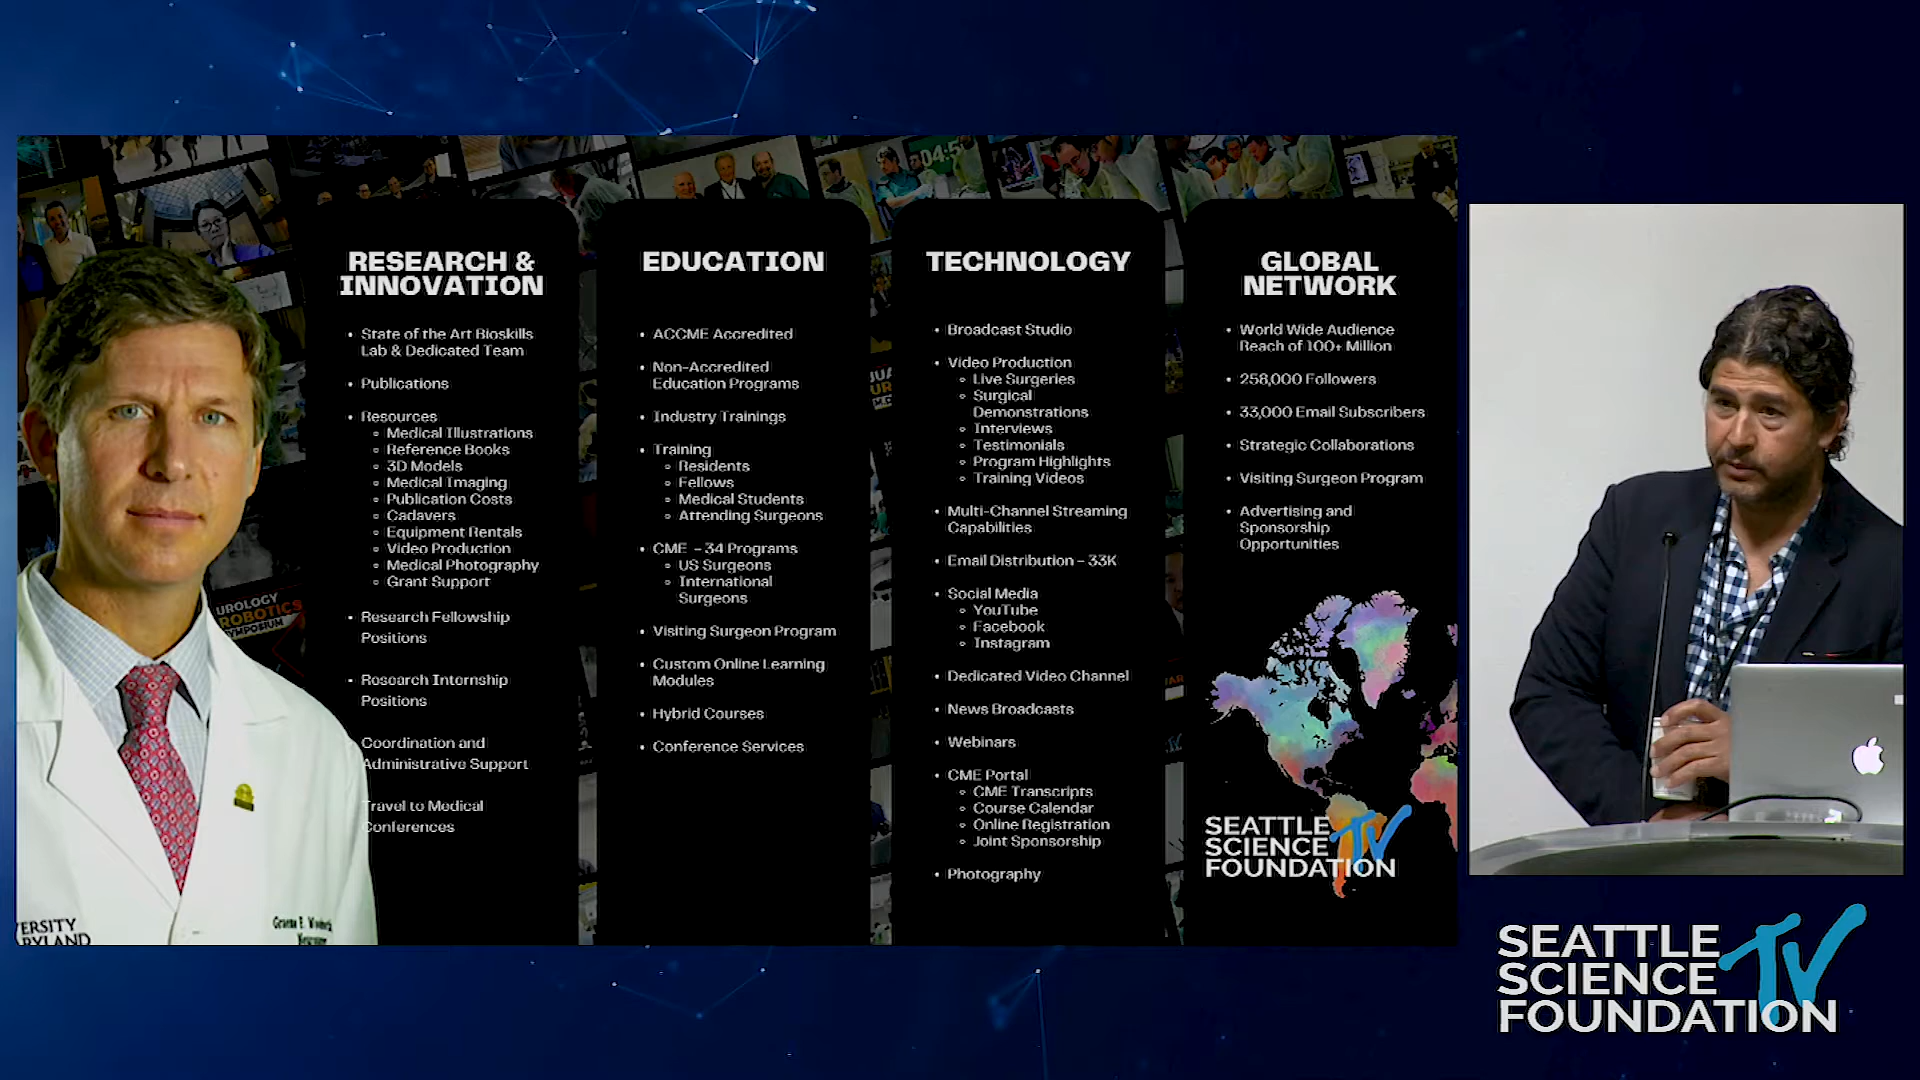 RESEARCH &
INNOVATION
• State of the Art Bioskills
Lab & Dedicated Team
• Publications
• Resources
◦ Medical Illustrations
◦ Reference Books
◦ 3D Models
◦ Medical Imaging
◦ Publication Costs
◦ Cadavers
◦ Equipment Rentals
◦ Video Production
◦ Medical Photography
◦ Grant Support
• Research Fellowship
Positions
• Research Internship
Positions
Coordination and
Administrative Support
Travel to Medical
Conferences
EDUCATION
• ACCME Accredited
• Non-Accredited
Education Programs
• Industry Trainings
• Training
◦ Residents
◦ Fellows
◦ Medical Students
◦ Attending Surgeons
• CME - 34 Programs
◦ US Surgeons
◦ International
Surgeons
• Visiting Surgeon Program
• Custom Online Learning
Modules
• Hybrid Courses
• Conference Services
TECHNOLOGY
• Broadcast Studio
• Video Production
◦ Live Surgeries
◦ Surgical
Demonstrations
◦ Interviews
◦ Testimonials
◦ Program Highlights
◦ Training Videos
• Multi-Channel Streaming
Capabilities
• Email Distribution - 33K
• Social Media
◦ YouTube
◦ Facebook
◦ Instagram
• Dedicated Video Channel
• News Broadcasts
• Webinars
• CME Portal
◦ CME Transcripts
◦ Course Calendar
◦ Online Registration
◦ Joint Sponsorship
• Photography
GLOBAL
NETWORK
• World Wide Audience
Reach of 100+ Million
• 258,000 Followers
• 33,000 Email Subscribers
• Strategic Collaborations
• Visiting Surgeon Program
• Advertising and
Sponsorship
Opportunities
SEATTLE
SCIENCE TV
FOUNDATION
04:5
UROLOGY
ROBOTICS
SYMPOSIUM
VERSITY
RYLAND
Graeme F.
SEATTLE
SCIENCE TV
FOUNDATION